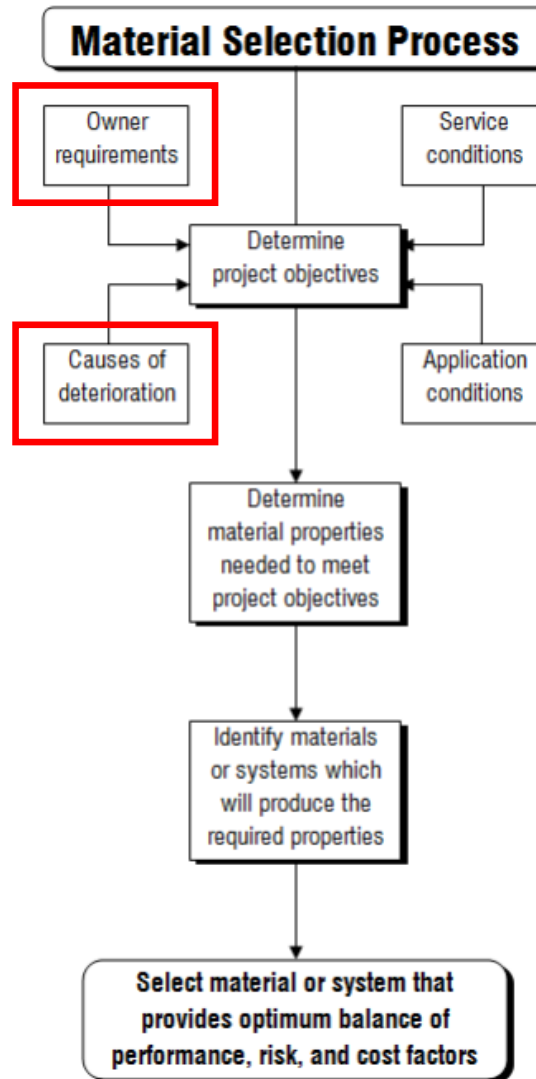 Material Selection Process
Owner
requirements
Service
conditions
Determine
project objectives
Causes of
deterioration
Application
conditions
Determine
material properties
needed to meet
project objectives
Identify materials
or systems which
will produce the
required properties
Select material or system that
provides optimum balance of
performance, risk, and cost factors